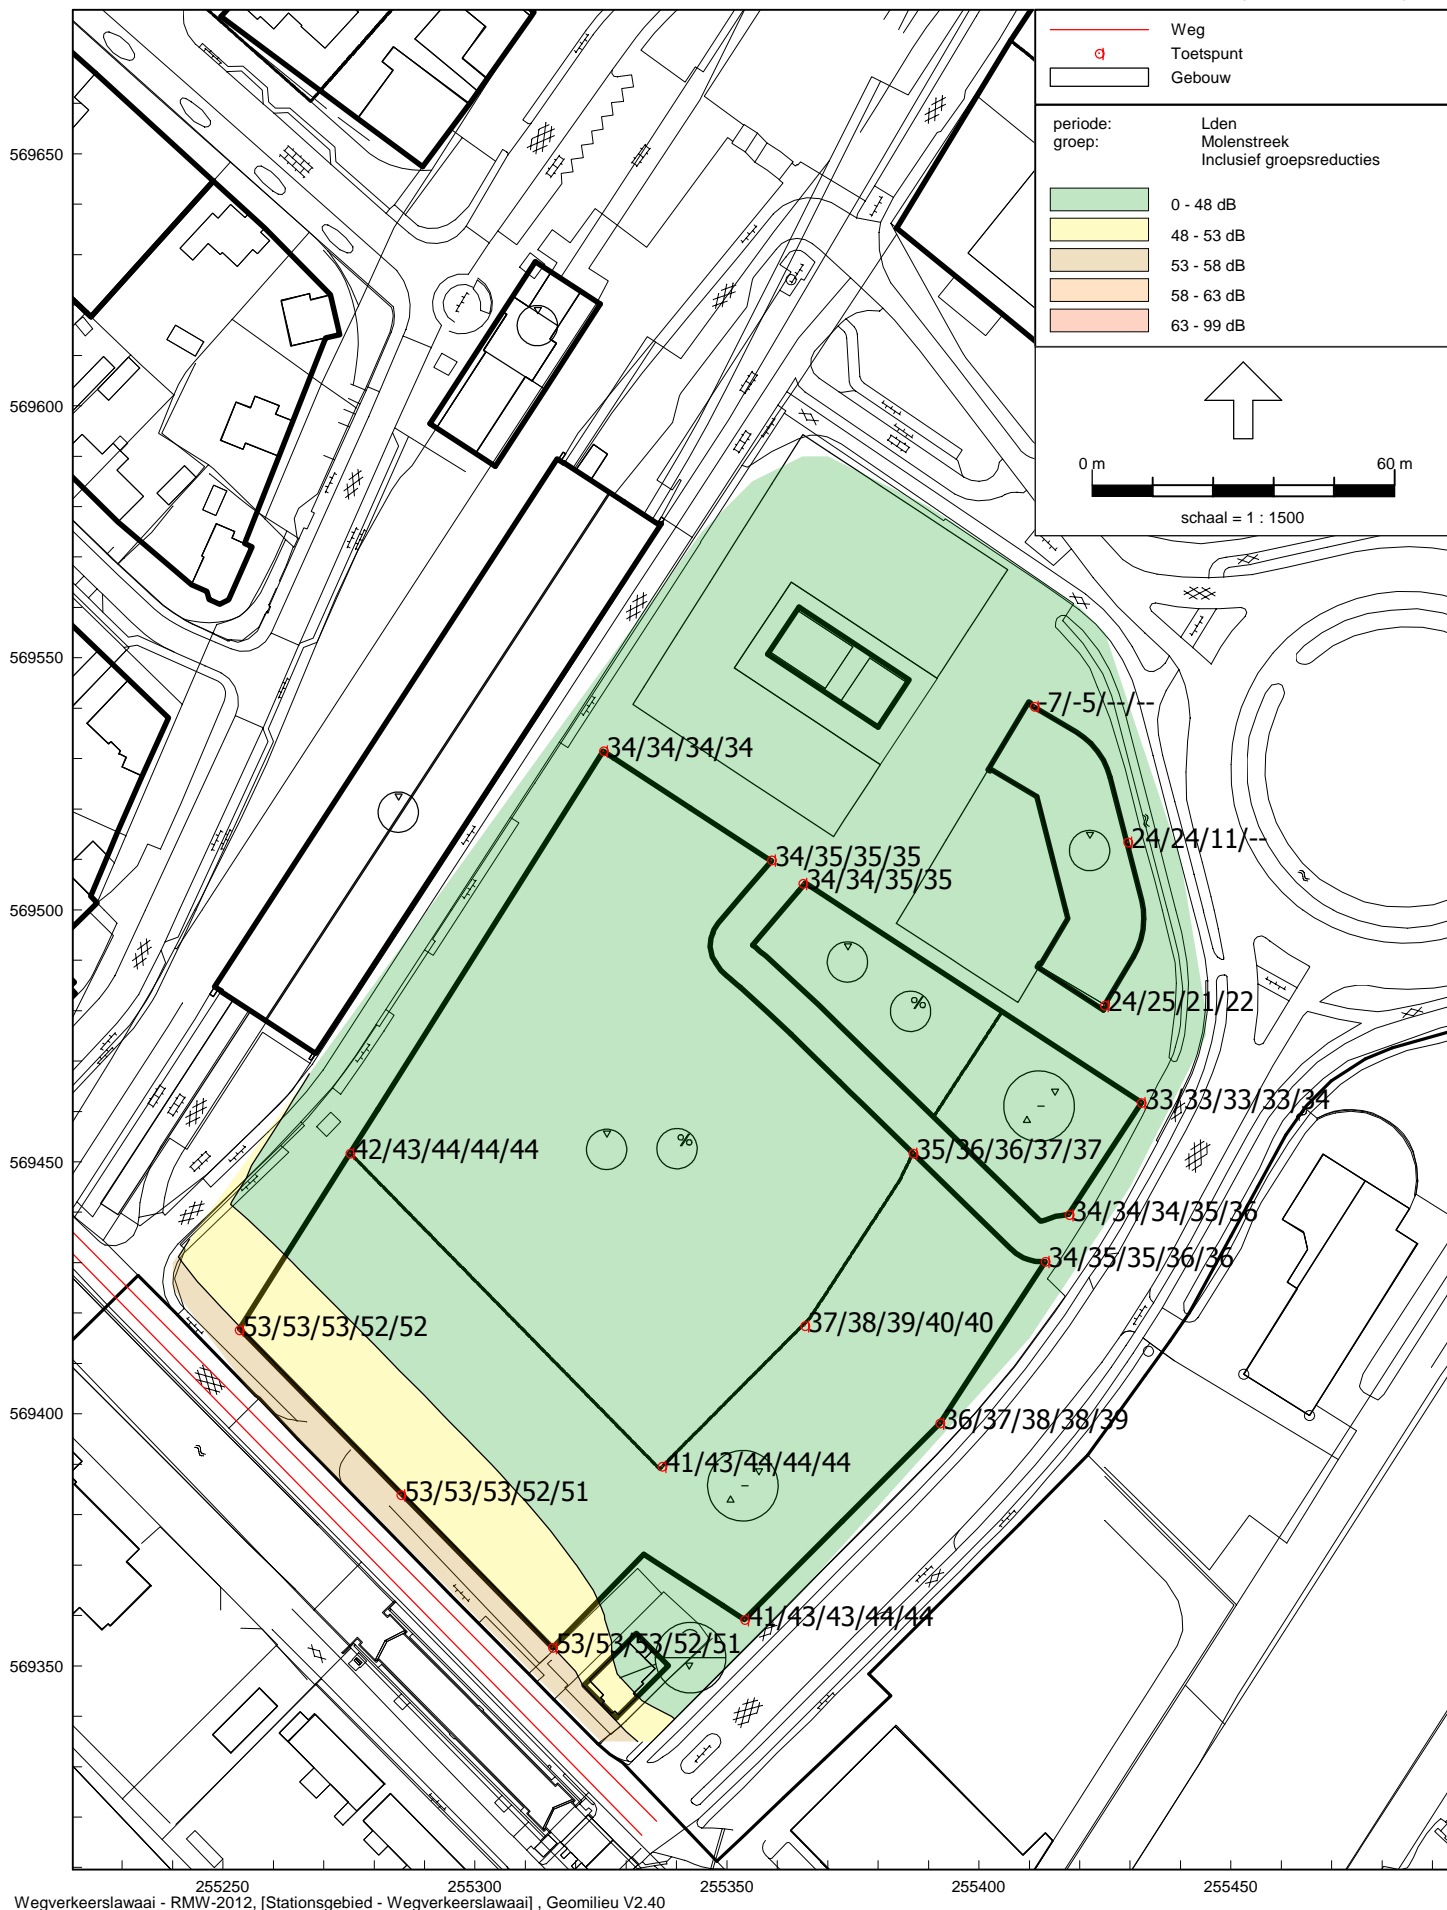 Weg
Toetspunt
Gebouw
periode: Lden
groep: Molenstreek
Inclusief groepsreducties
0 - 48 dB
48 - 53 dB
53 - 58 dB
58 - 63 dB
63 - 99 dB
0 m 60 m
schaal = 1 : 1500
569650
569600
569550
569500
569450
569400
569350
-7/-5/--/--
34/34/34/34
24/24/11/--
34/35/35/35
34/34/35/35
24/25/21/22
33/33/33/33/34
42/43/44/44/44
35/36/36/37/37
34/34/34/35/36
34/35/35/36/36
53/53/53/52/52
37/38/39/40/40
36/37/38/38/39
41/43/44/44/44
53/53/53/52/51
41/43/43/44/44
53/53/53/52/51
%
%
255250 255300 255350 255400 255450
Wegverkeerslawaai - RMW-2012, [Stationsgebied - Wegverkeerslawaai] , Geomilieu V2.40